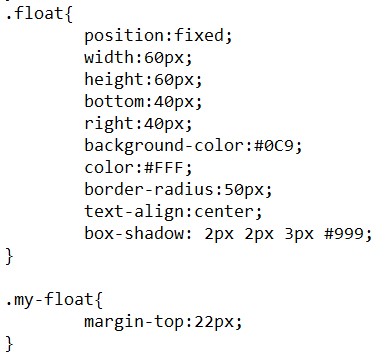 .float{
position:fixed;
width:60px;
height:60px;
bottom:40px;
right:40px;
background-color:#0C9;
color:#FFF;
border-radius:50px;
text-align:center;
box-shadow: 2px 2px 3px #999;
}
.my-float{
margin-top:22px;
}